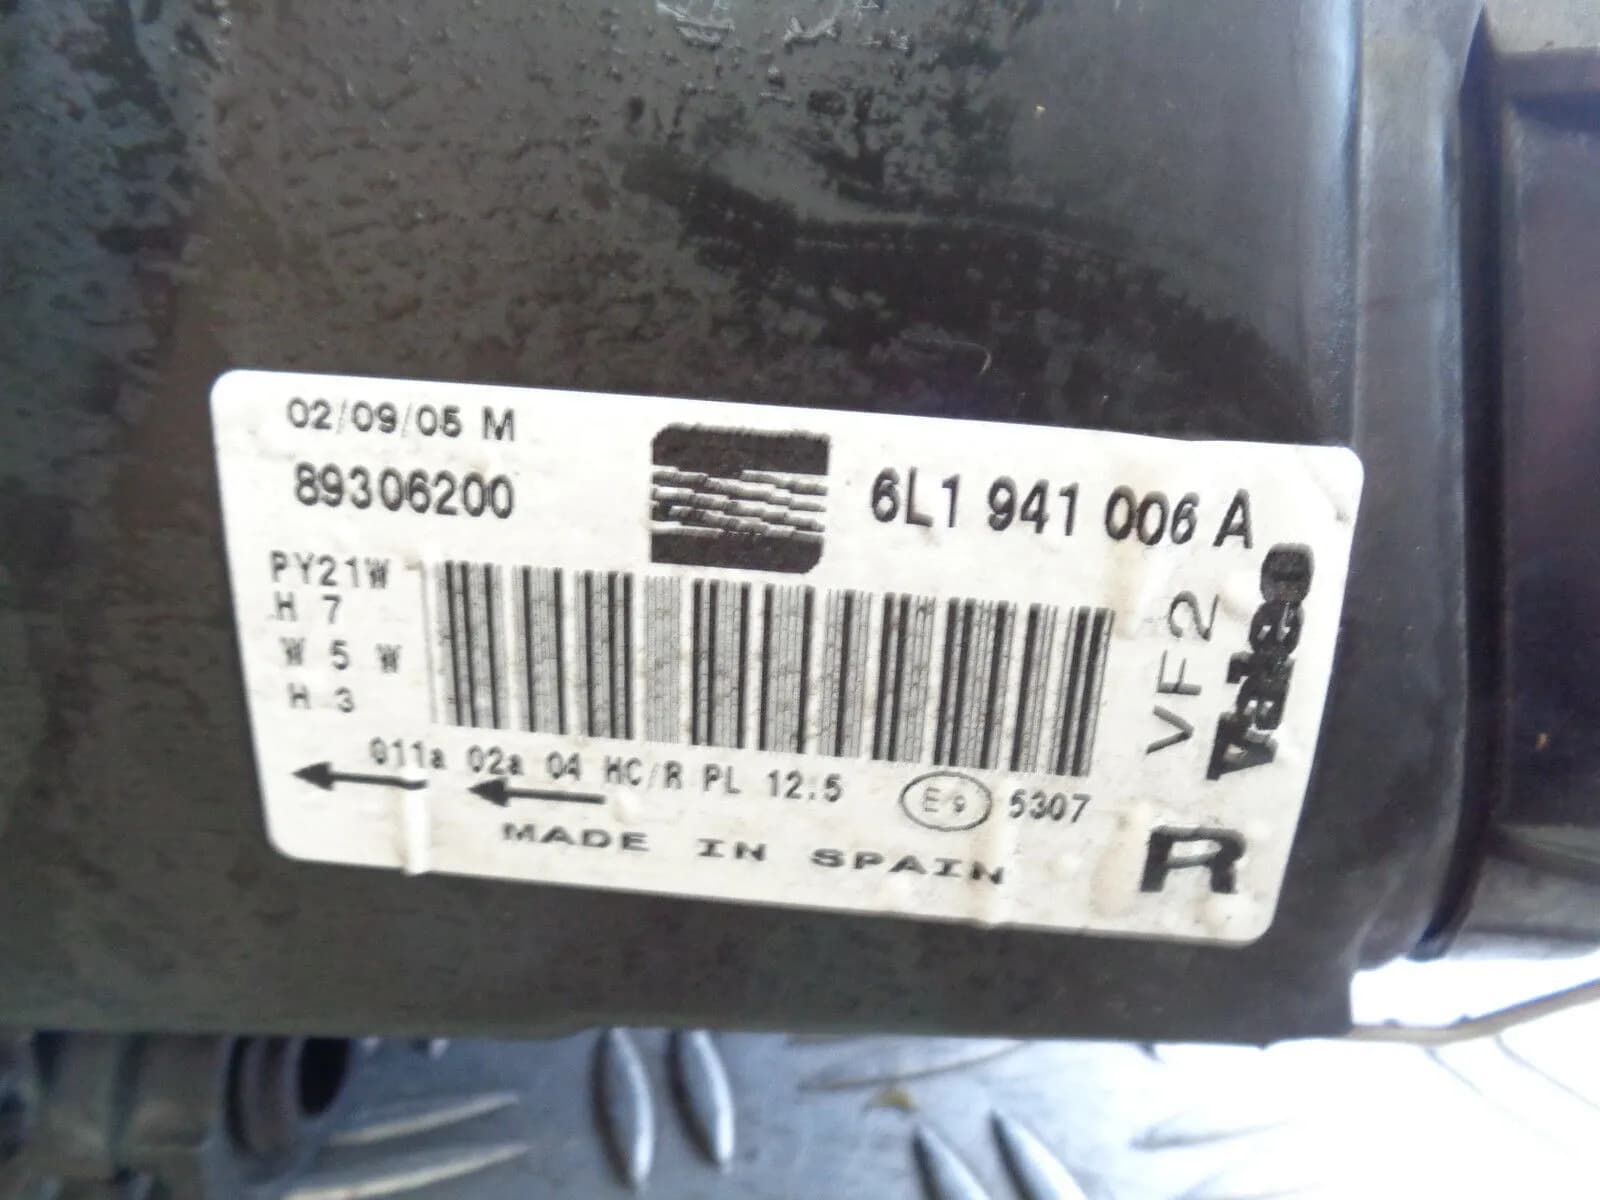 02/09/05 M
89306200
6L1 941 006 A
PY21W
H 7
W 5 W
H 3
VF2
Valeo
011a 02a 04 HC/R PL 12.5
E9 5307
MADE IN SPAIN
R